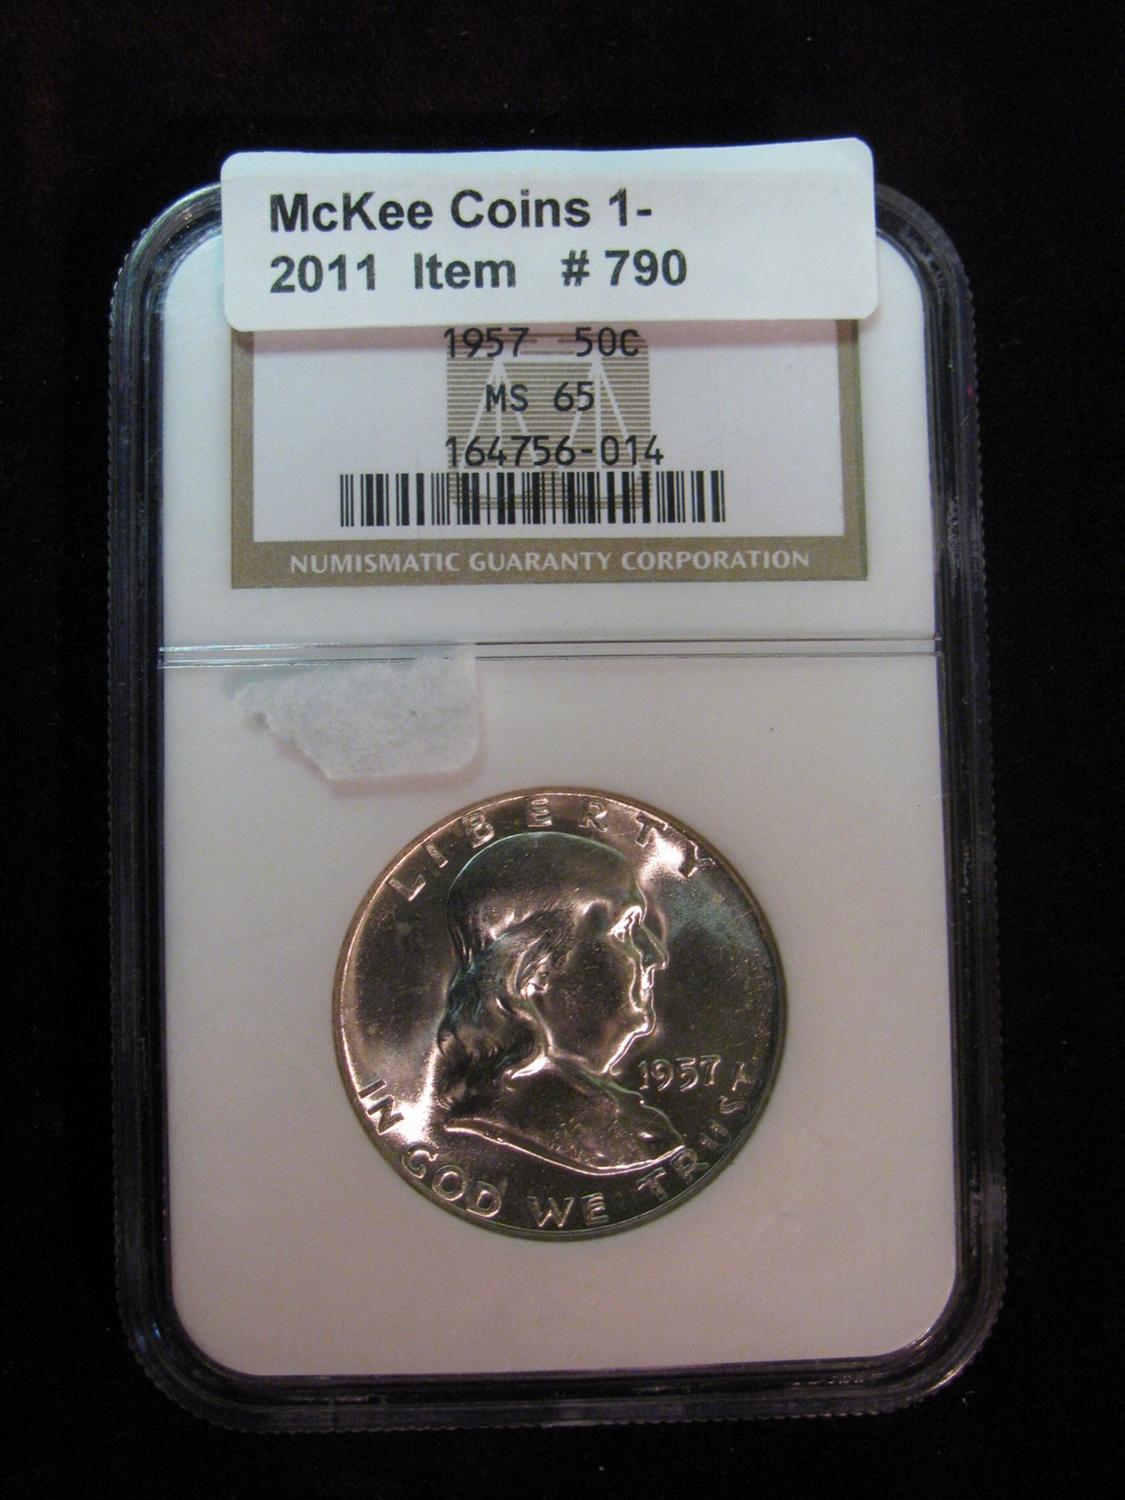 McKee Coins 1-
2011 Item # 790
1957 50C
MS 65
164756-014
NUMISMATIC GUARANTY CORPORATION
LIBERTY
1957
IN GOD WE TRUST